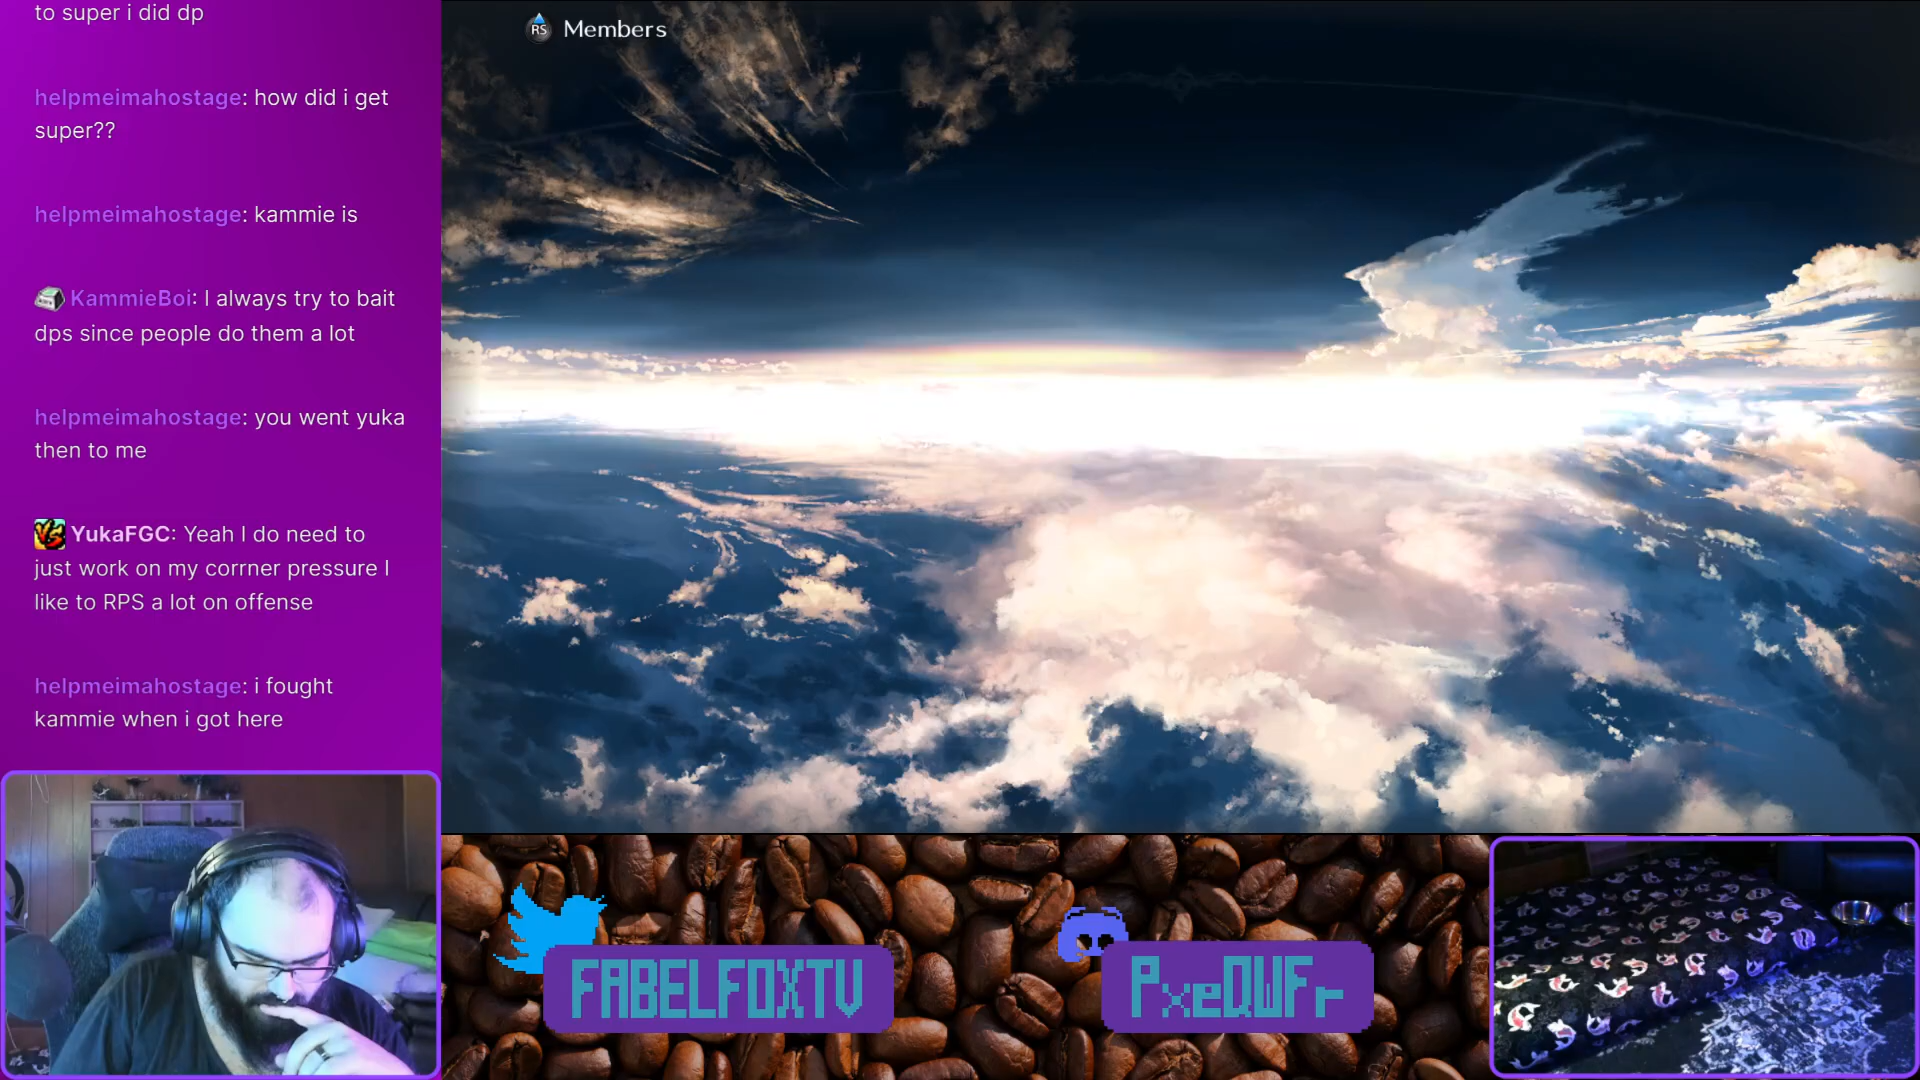 to super i did dp
helpmeimahostage: how did i get
super??
helpmeimahostage: kammie is
KammieBoi: I always try to bait
dps since people do them a lot
helpmeimahostage: you went yuka
then to me
YukaFGC: Yeah I do need to
just work on my corrner pressure I
like to RPS a lot on offense
helpmeimahostage: i fought
kammie when i got here
RS Members
FABELFOXTV
PxeQWFr